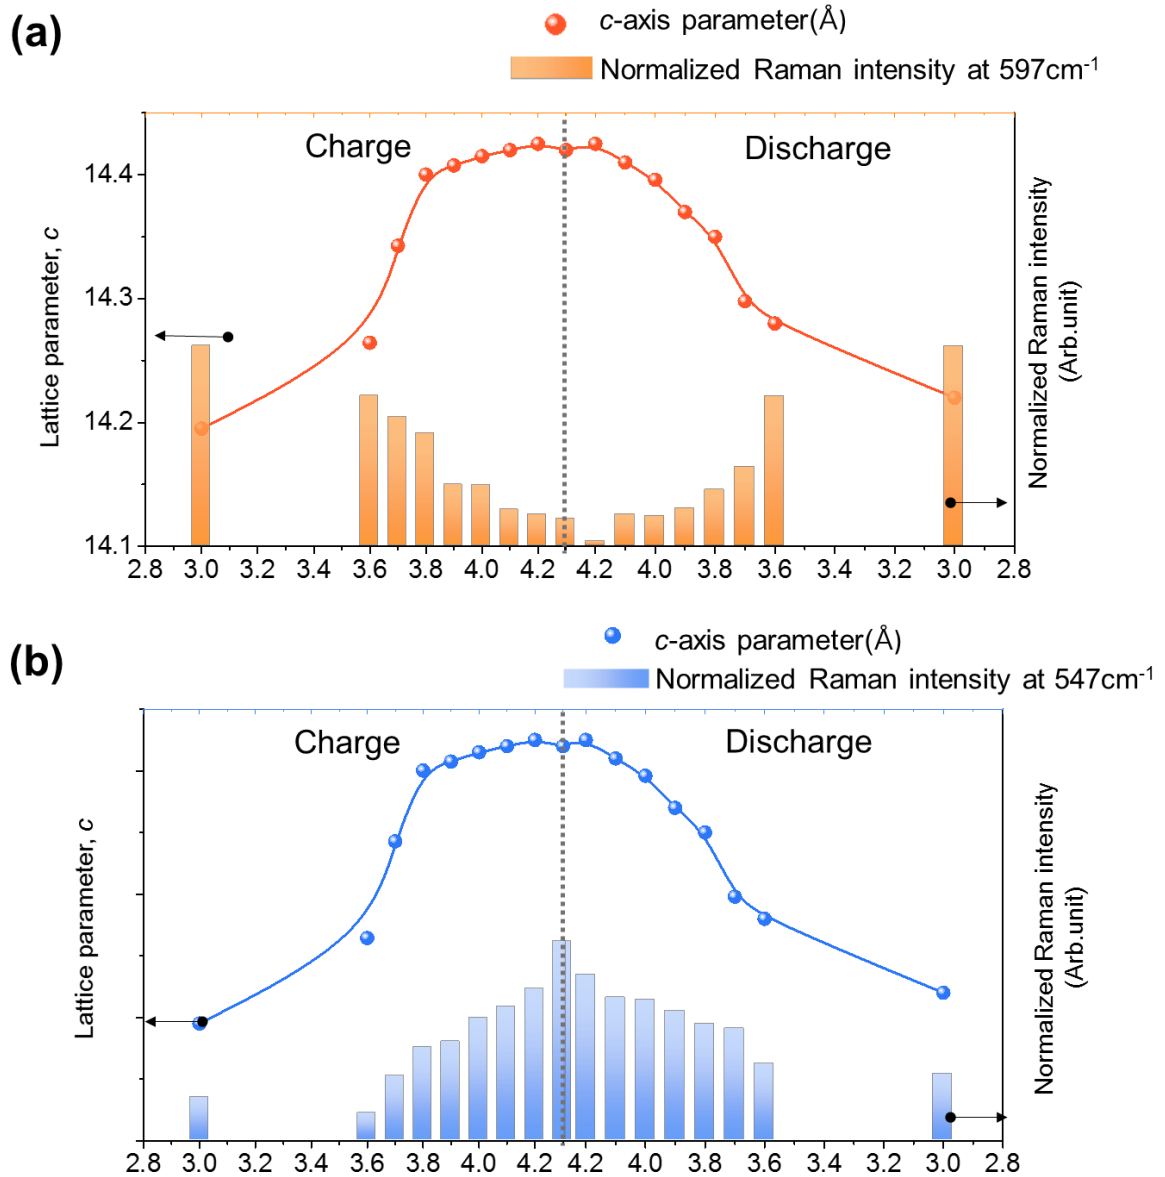 (a)
c-axis parameter(Å)
Normalized Raman intensity at 597cm-1
Charge
Discharge
14.4
14.3
14.2
14.1
Lattice parameter, c
Normalized Raman intensity
(Arb.unit)
2.8 3.0 3.2 3.4 3.6 3.8 4.0 4.2 4.2 4.0 3.8 3.6 3.4 3.2 3.0 2.8
(b)
c-axis parameter(Å)
Normalized Raman intensity at 547cm-1
Charge
Discharge
Lattice parameter, c
Normalized Raman intensity
(Arb.unit)
2.8 3.0 3.2 3.4 3.6 3.8 4.0 4.2 4.2 4.0 3.8 3.6 3.4 3.2 3.0 2.8